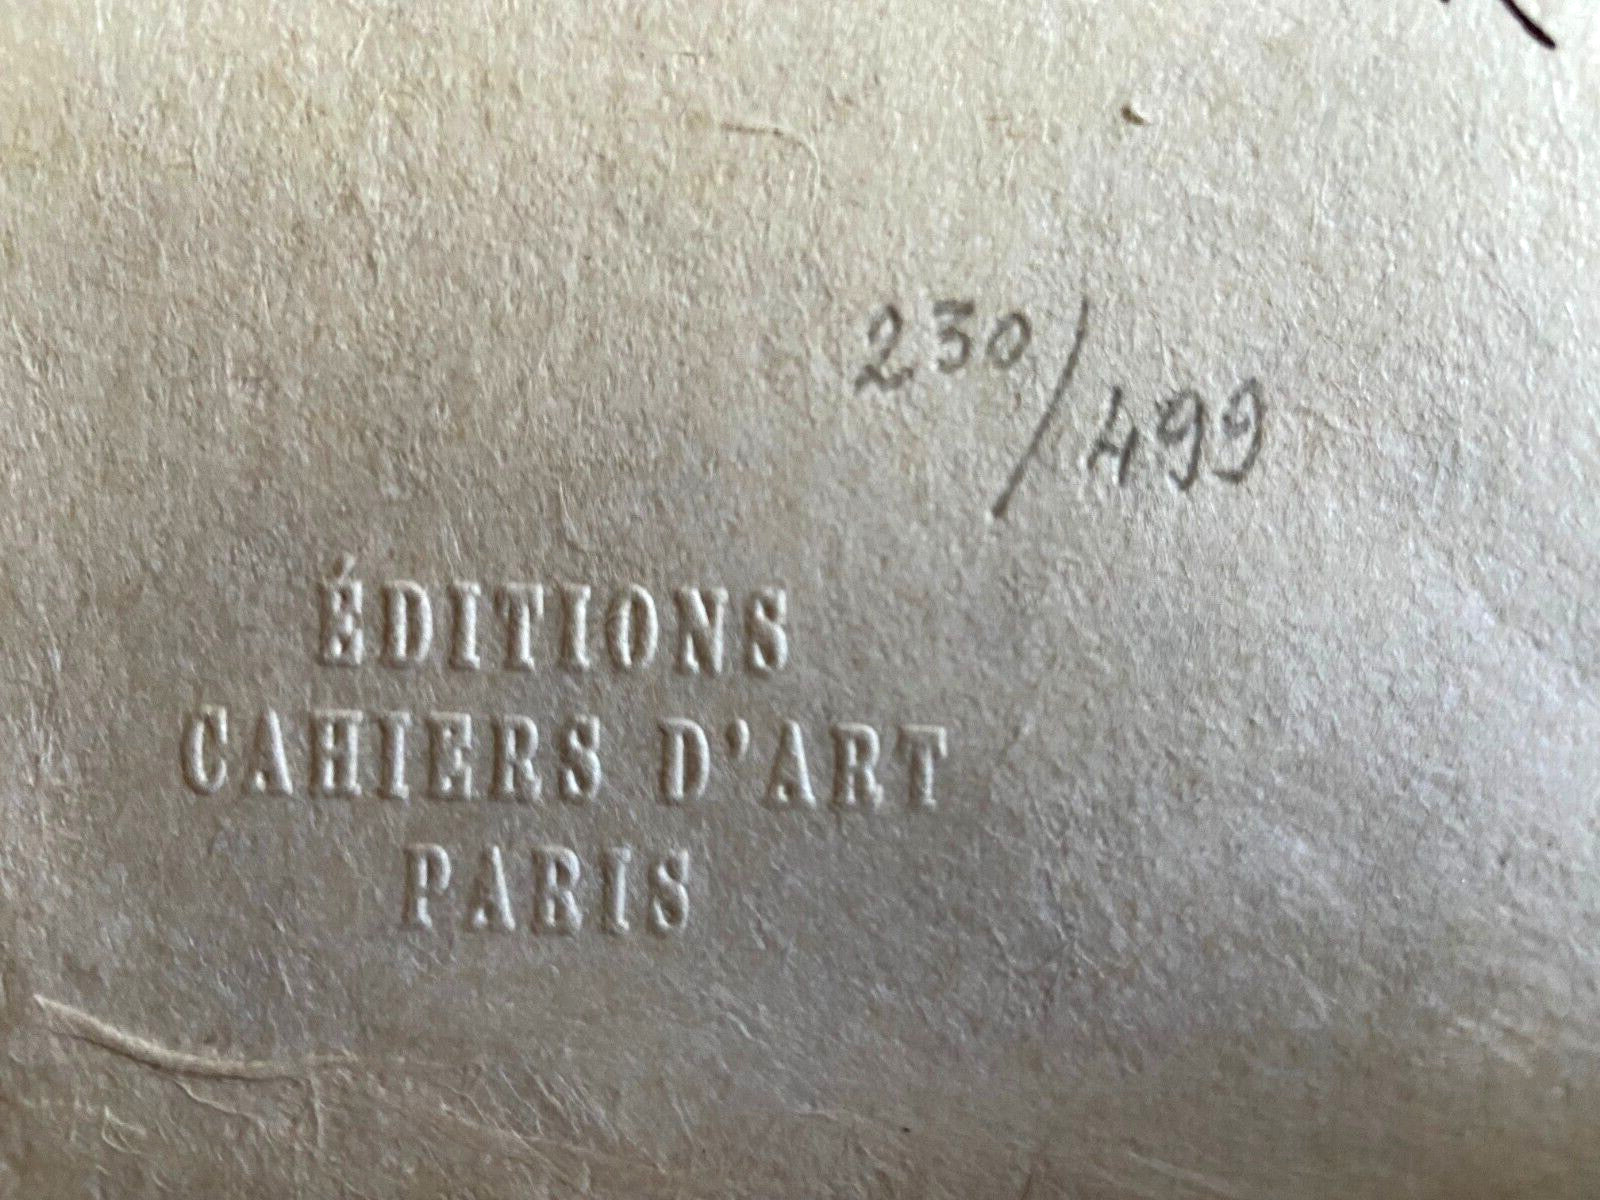 230/499
ÉDITIONS
CAHIERS D'ART
PARIS